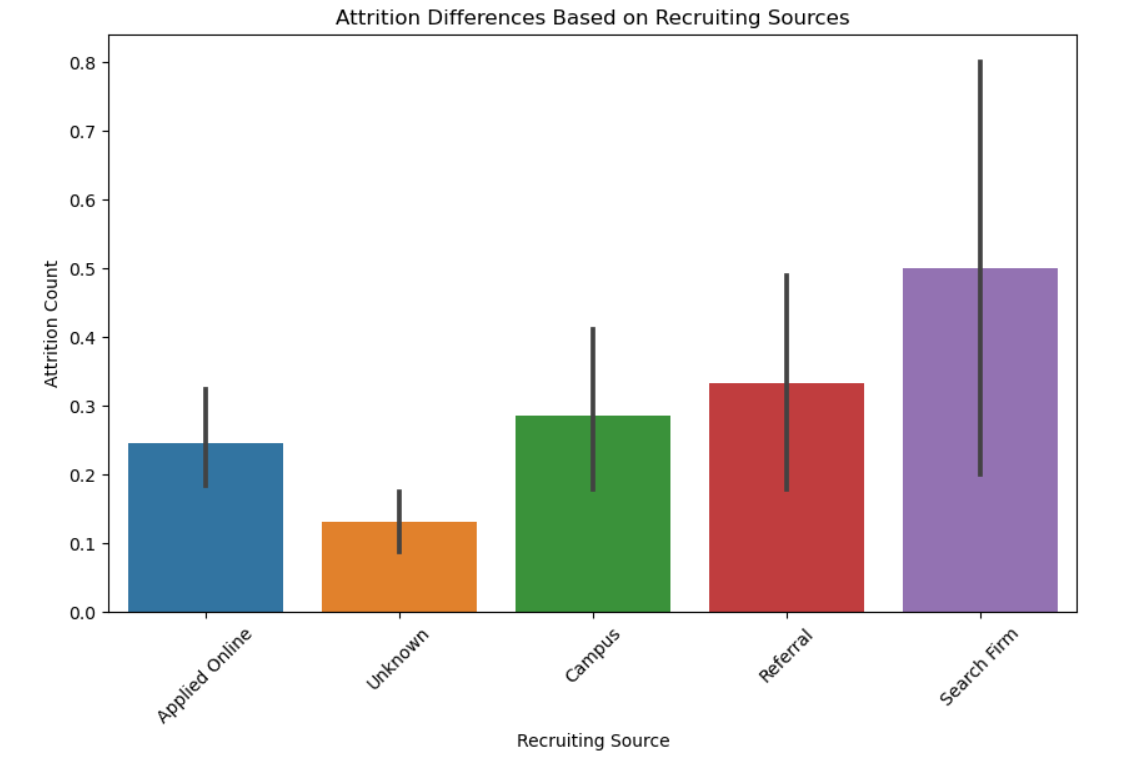 Attrition Differences Based on Recruiting Sources
0.8
0.7
0.6
0.5
0.4
0.3
0.2
0.1
0.0
Attrition Count
Applied Online
Unknown
Campus
Referral
Search Firm
Recruiting Source